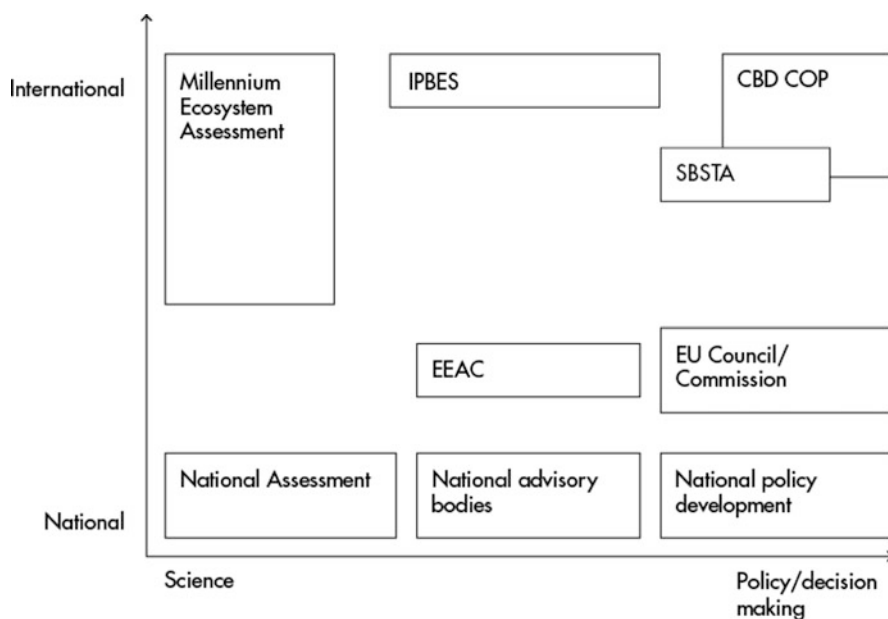 International
Millennium
Ecosystem
Assessment
IPBES
CBD COP
SBSTA
EEAC
EU Council/
Commission
National
National Assessment
National advisory
bodies
National policy
development
Science
Policy/decision
making